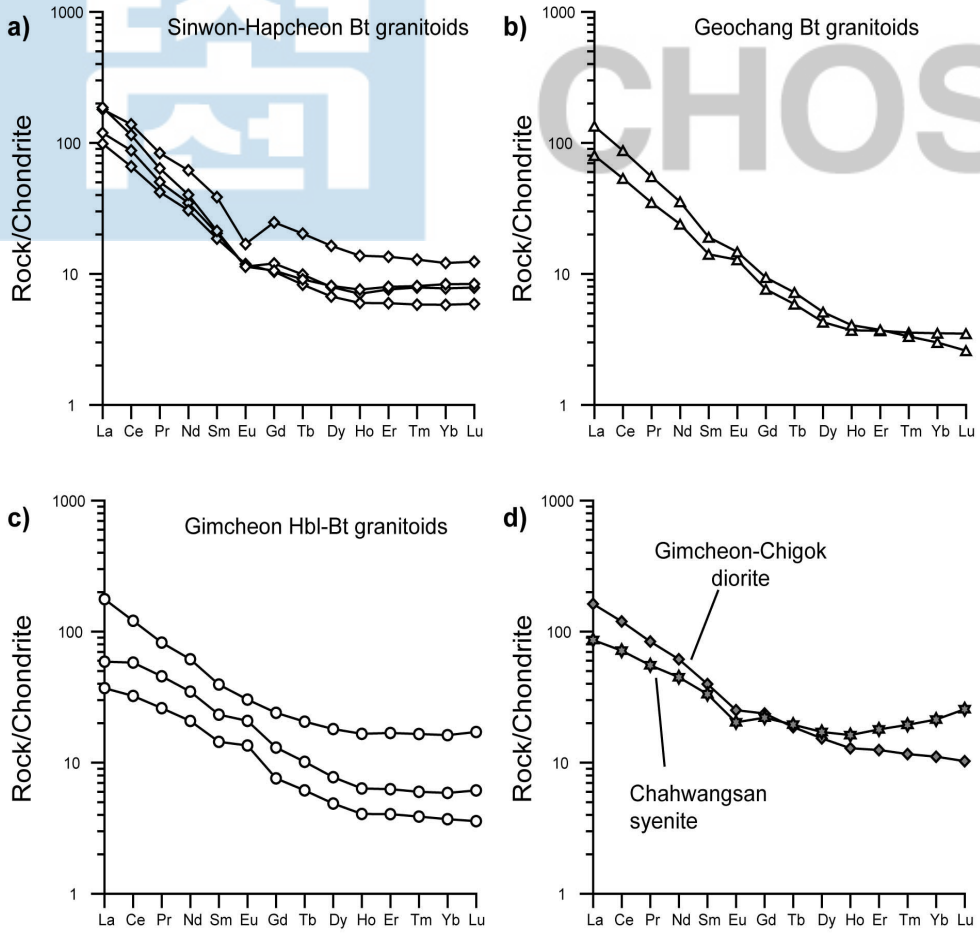 a)
Sinwon-Hapcheon Bt granitoids
Rock/Chondrite
1000
100
10
1
La Ce Pr Nd Sm Eu Gd Tb Dy Ho Er Tm Yb Lu
b)
Geochang Bt granitoids
CHOS
Rock/Chondrite
1000
100
10
1
La Ce Pr Nd Sm Eu Gd Tb Dy Ho Er Tm Yb Lu
c)
Gimcheon Hbl-Bt granitoids
Rock/Chondrite
1000
100
10
1
La Ce Pr Nd Sm Eu Gd Tb Dy Ho Er Tm Yb Lu
d)
Gimcheon-Chigok
diorite
Chahwangsan
syenite
Rock/Chondrite
1000
100
10
1
La Ce Pr Nd Sm Eu Gd Tb Dy Ho Er Tm Yb Lu